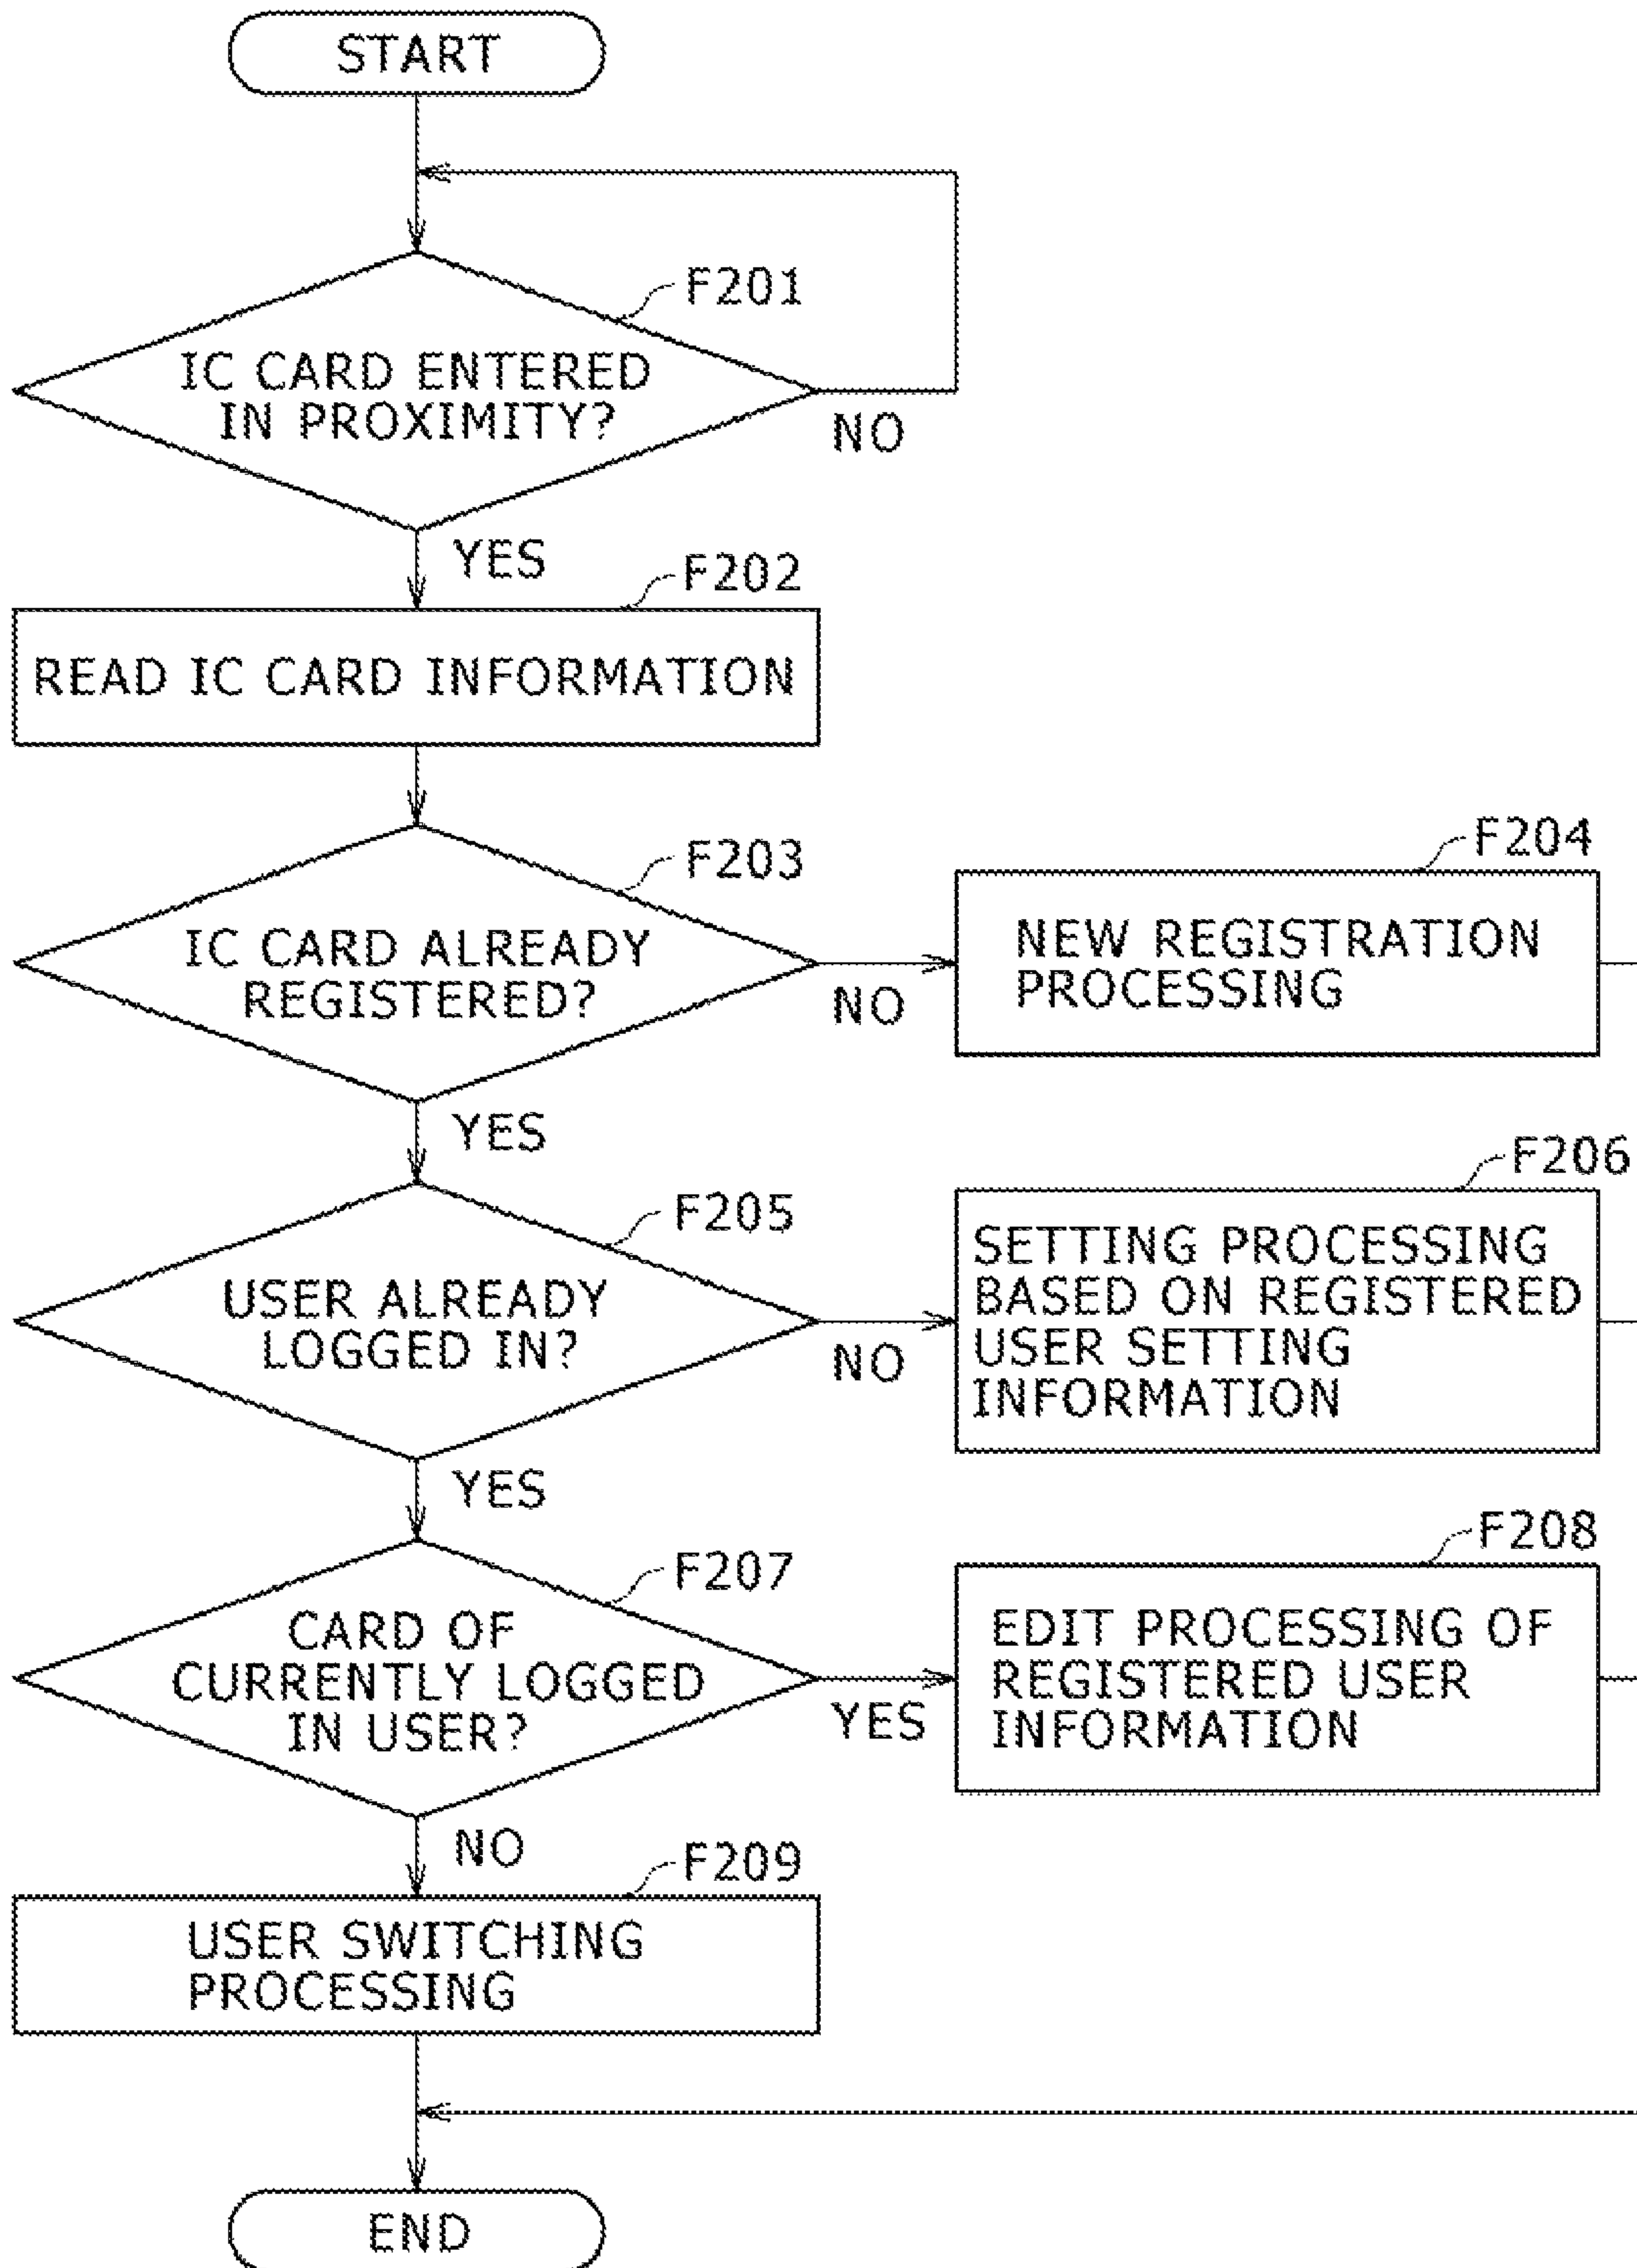 START
F201
IC CARD ENTERED
IN PROXIMITY?
NO
YES
F202
READ IC CARD INFORMATION
F203
IC CARD ALREADY
REGISTERED?
NO
F204
NEW REGISTRATION
PROCESSING
YES
F205
USER ALREADY
LOGGED IN?
NO
F206
SETTING PROCESSING
BASED ON REGISTERED
USER SETTING
INFORMATION
YES
F207
CARD OF
CURRENTLY LOGGED
IN USER?
YES
F208
EDIT PROCESSING OF
REGISTERED USER
INFORMATION
NO
F209
USER SWITCHING
PROCESSING
END